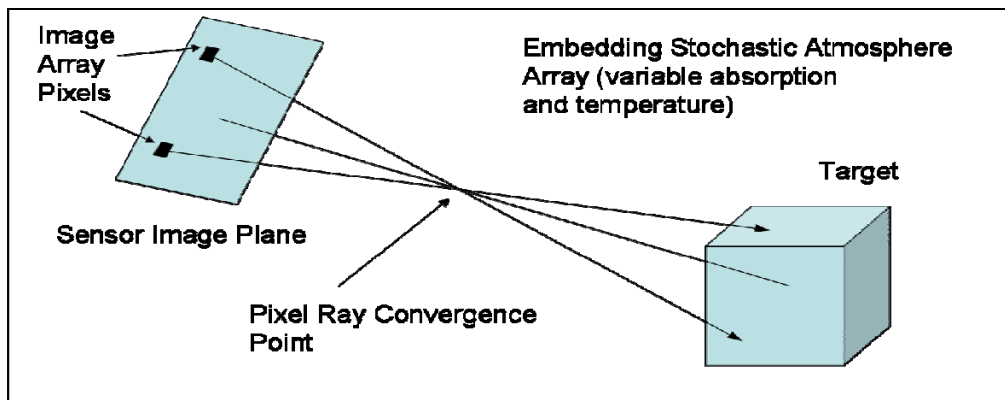 Image
Array
Pixels
Embedding Stochastic Atmosphere
Array (variable absorption
and temperature)
Target
Sensor Image Plane
Pixel Ray Convergence
Point